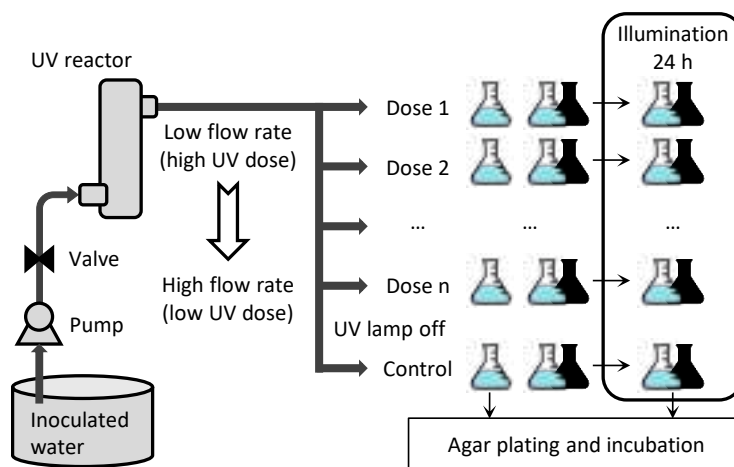 Illumination
24 h
UV reactor
Dose 1
Low flow rate
(high UV dose)
Dose 2
...
...
...
Valve
High flow rate
(low UV dose)
Dose n
Pump
UV lamp off
Control
Inoculated
water
Agar plating and incubation